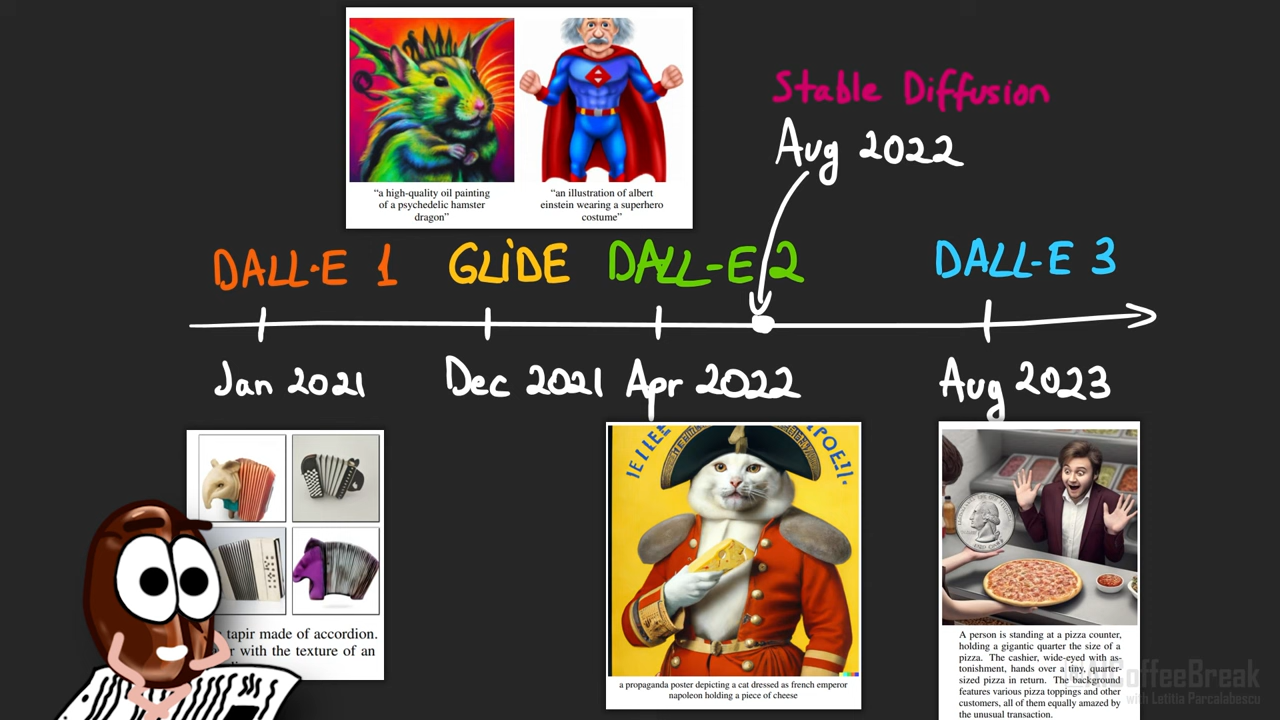 "a high-quality oil painting
of a psychedelic hamster
dragon"
"an illustration of albert
einstein wearing a superhero
costume"
Stable Diffusion
Aug 2022
DALL·E 1
GLiDE
DALL-E 2
DALL-E 3
Jan 2021
Dec 2021
Apr 2022
Aug 2023
tapir made of accordion.
with the texture of an
a propaganda poster depicting a cat dressed as french emperor
napoleon holding a piece of cheese
A person is standing at a pizza counter,
holding a gigantic quarter the size of a
pizza. The cashier, wide-eyed with as-
tonishment, hands over a tiny, quarter-
sized pizza in return. The background
features various pizza toppings and other
customers, all of them equally amazed by
the unusual transaction.
CoffeeBreak
with Letitia Parcalabescu